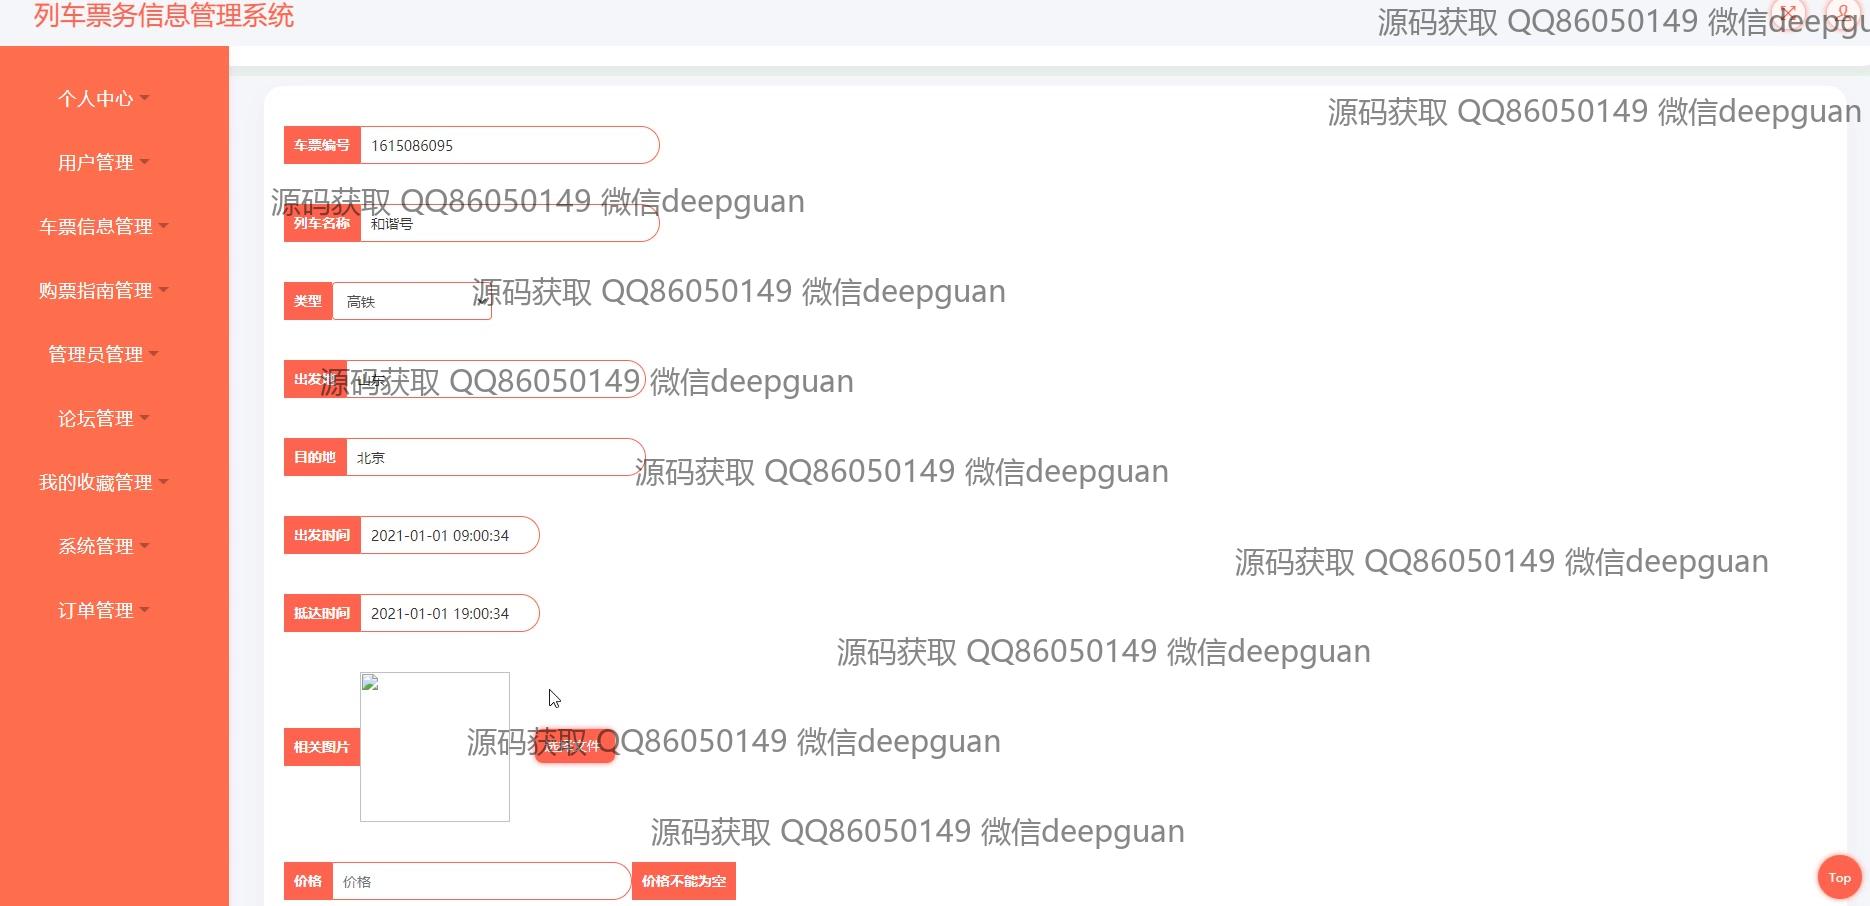 列车票务信息管理系统
源码获取 QQ86050149 微信deepgu
个人中心
用户管理
车票信息管理
购票指南管理
管理员管理
论坛管理
我的收藏管理
系统管理
订单管理
源码获取 QQ86050149 微信deepguan
车票编号 1615086095
源码获取 QQ86050149 微信deepguan
列车名称 和谐号
源码获取 QQ86050149 微信deepguan
类型 高铁
出发地 山东
源码获取 QQ86050149 微信deepguan
目的地 北京
源码获取 QQ86050149 微信deepguan
出发时间 2021-01-01 09:00:34
源码获取 QQ86050149 微信deepguan
抵达时间 2021-01-01 19:00:34
源码获取 QQ86050149 微信deepguan
相关图片 选择文件
源码获取 QQ86050149 微信deepguan
源码获取 QQ86050149 微信deepguan
价格 价格 价格不能为空
Top